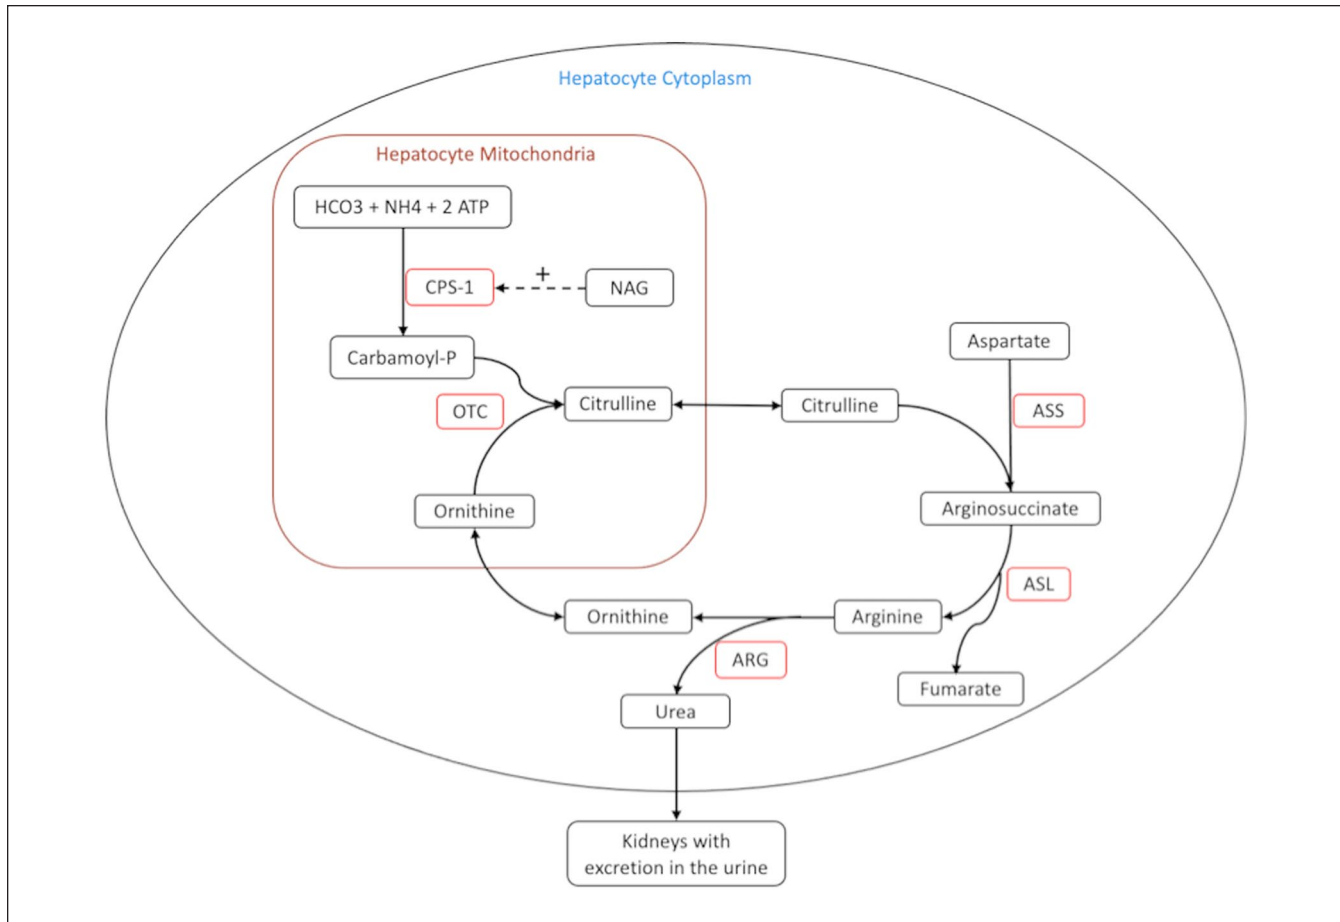 Hepatocyte Cytoplasm
Hepatocyte Mitochondria
HCO3 + NH4 + 2 ATP
CPS-1
+
NAG
Carbamoyl-P
Aspartate
OTC
Citrulline
Citrulline
ASS
Ornithine
Arginosuccinate
ASL
Ornithine
Arginine
ARG
Fumarate
Urea
Kidneys with
excretion in the urine